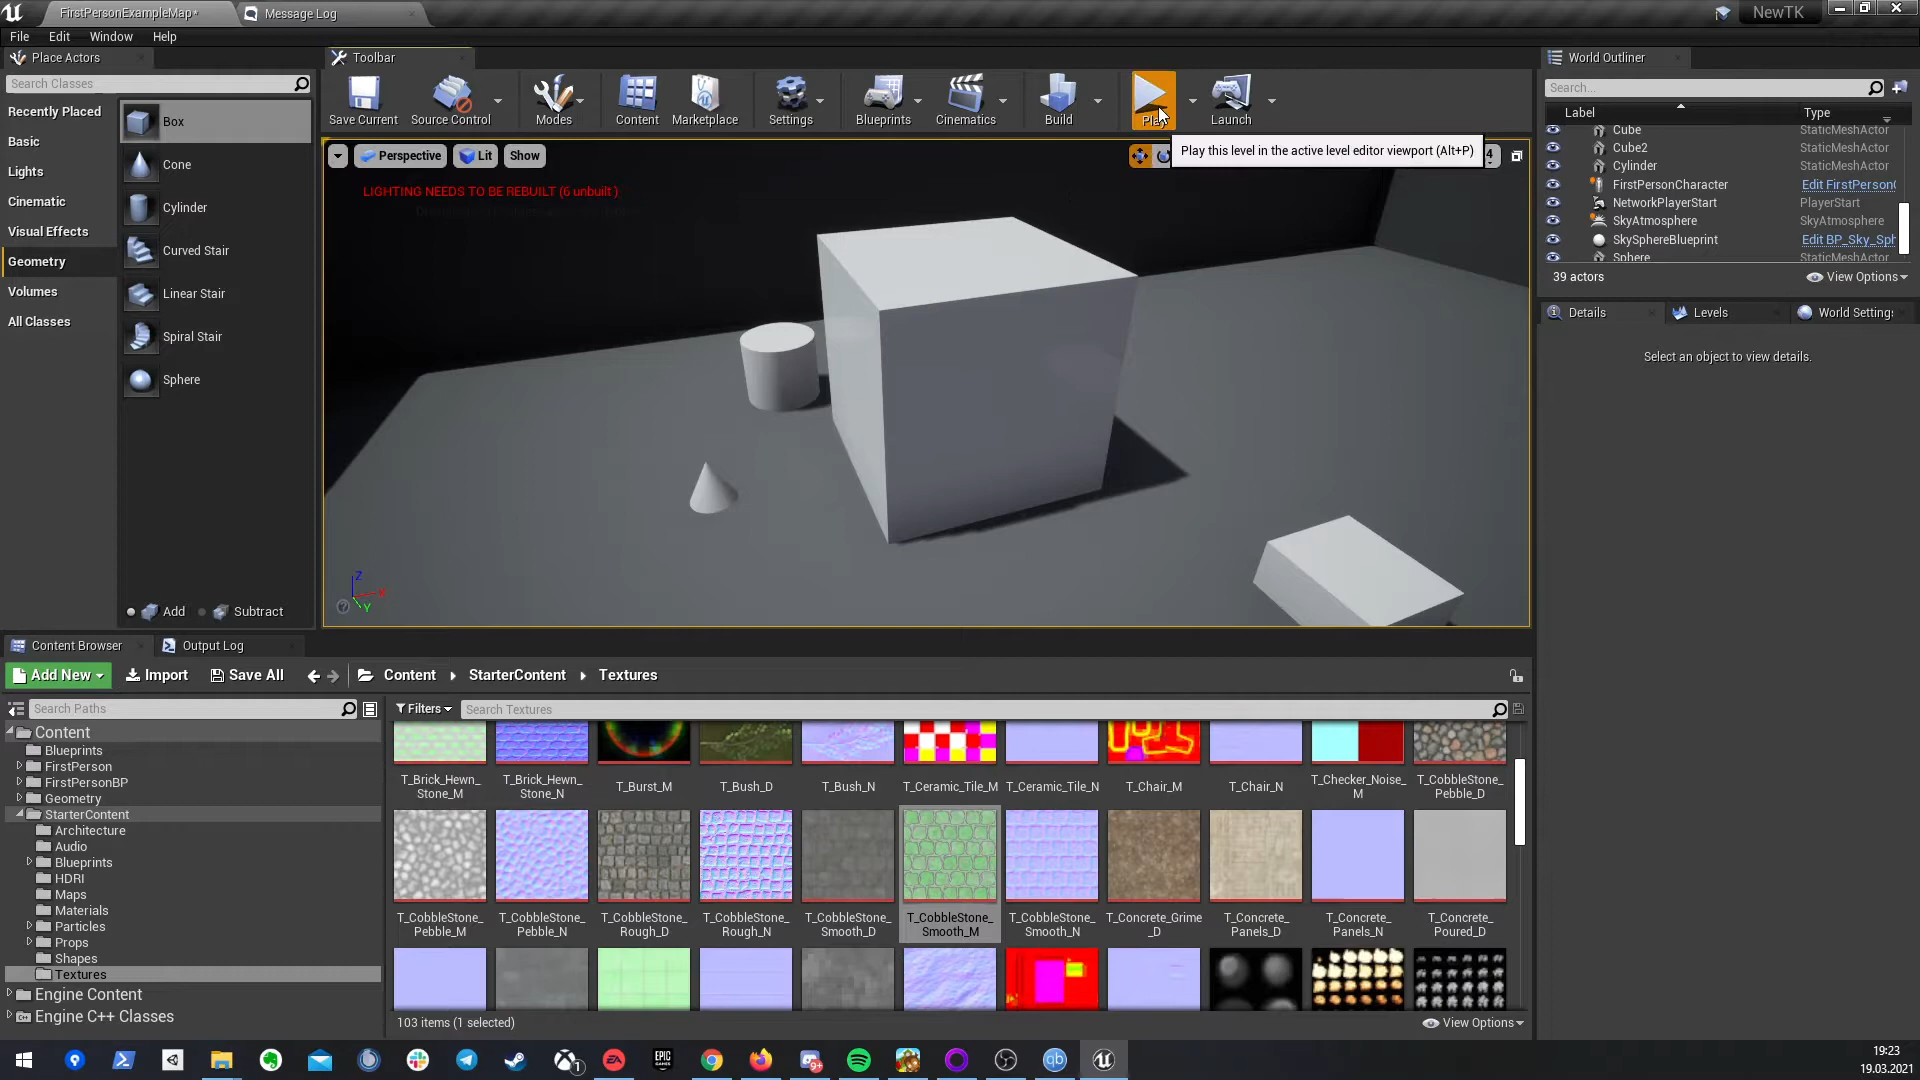 FirstPersonExampleMap*
Message Log
NewTK
File Edit Window Help
Place Actors
Search Classes
Recently Placed
Basic
Lights
Cinematic
Visual Effects
Geometry
Volumes
All Classes
Box
Cone
Cylinder
Curved Stair
Linear Stair
Spiral Stair
Sphere
Add Subtract
Toolbar
Save Current
Source Control
Modes
Content
Marketplace
Settings
Blueprints
Cinematics
Build
Play
Launch
Play this level in the active level editor viewport (Alt+P)
4
Perspective
Lit
Show
LIGHTING NEEDS TO BE REBUILT (6 unbuilt )
Z
X
Y
World Outliner
Search...
Label Type
Cube StaticMeshActor
Cube2 StaticMeshActor
Cylinder StaticMeshActor
FirstPersonCharacter Edit FirstPerson(
NetworkPlayerStart PlayerStart
SkyAtmosphere SkyAtmosphere
SkySphereBlueprint Edit BP_Sky_Sph
Sphere StaticMeshActor
39 actors
View Options
Details
Levels
World Settings
Select an object to view details.
Content Browser
Output Log
Add New
Import
Save All
Content
StarterContent
Textures
Search Paths
Filters
Search Textures
Content
Blueprints
FirstPerson
FirstPersonBP
Geometry
StarterContent
Architecture
Audio
Blueprints
HDRI
Maps
Materials
Particles
Props
Shapes
Textures
Engine Content
Engine C++ Classes
T_Brick_Hewn_
Stone_M
T_Brick_Hewn_
Stone_N
T_Burst_M
T_Bush_D
T_Bush_N
T_Ceramic_Tile_M
T_Ceramic_Tile_N
T_Chair_M
T_Chair_N
T_Checker_Noise_
M
T_CobbleStone_
Pebble_D
T_CobbleStone_
Pebble_M
T_CobbleStone_
Pebble_N
T_CobbleStone_
Rough_D
T_CobbleStone_
Rough_N
T_CobbleStone_
Smooth_D
T_CobbleStone_
Smooth_M
T_CobbleStone_
Smooth_N
T_Concrete_Grime
_D
T_Concrete_
Panels_D
T_Concrete_
Panels_N
T_Concrete_
Poured_D
103 items (1 selected)
View Options
EA
EPIC
GAMES
9+
1
qb
19:23
19.03.2021